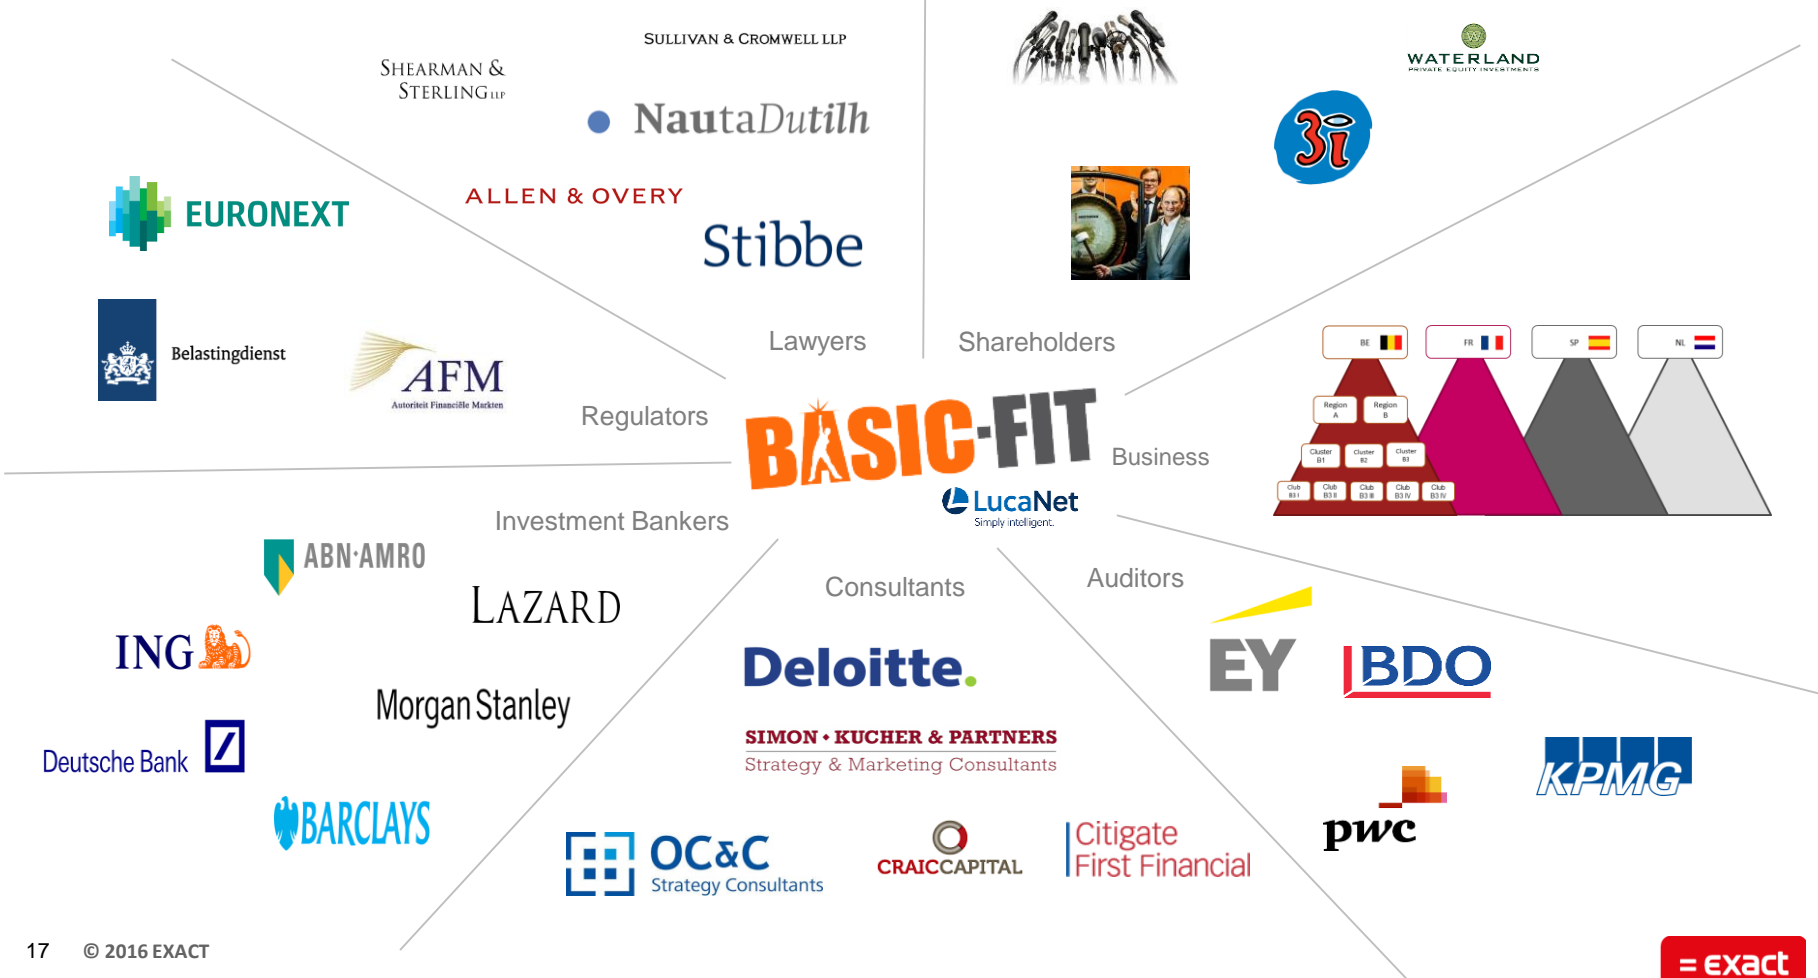 SULLIVAN & CROMWELL LLP
SHEARMAN &
STERLING LLP
NautaDutilh
ALLEN & OVERY
Stibbe
Lawyers
WATERLAND
PRIVATE EQUITY INVESTMENTS
3i
Shareholders
EURONEXT
Belastingdienst
AFM
Autoriteit Financiële Markten
Regulators
BASIC-FIT
LucaNet
Simply intelligent.
Business
BE
FR
SP
NL
Region
A
Region
B
Cluster
B1
Cluster
B2
Cluster
B3
Club
B3 I
Club
B3 II
Club
B3 III
Club
B3 IV
Club
B3 IV
Investment Bankers
ABN·AMRO
LAZARD
ING
Morgan Stanley
Deutsche Bank
BARCLAYS
Consultants
Deloitte.
SIMON • KUCHER & PARTNERS
Strategy & Marketing Consultants
OC&C
Strategy Consultants
CRAICCAPITAL
Citigate
First Financial
Auditors
EY
BDO
KPMG
pwc
17 © 2016 EXACT
= exact